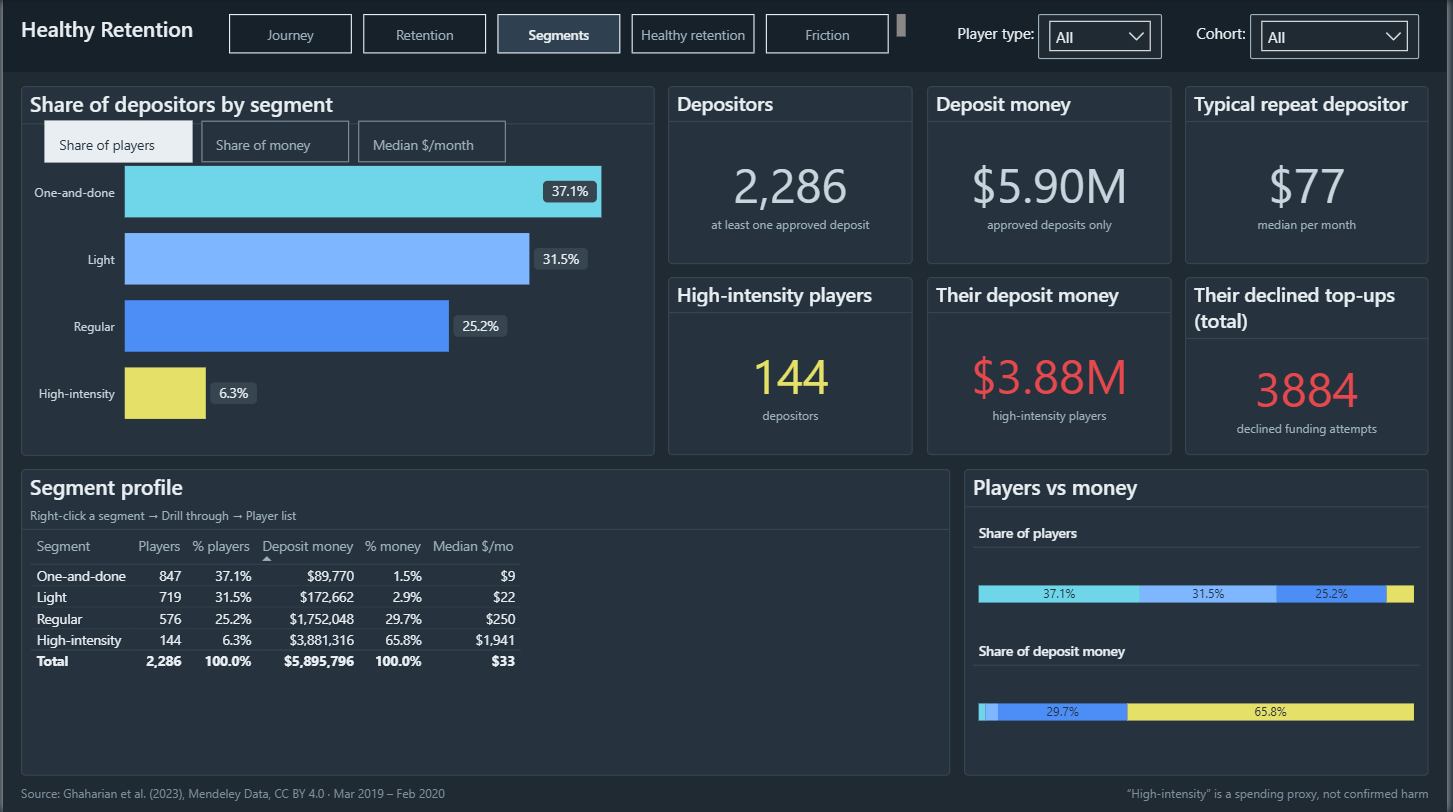 Healthy Retention
Journey
Retention
Segments
Healthy retention
Friction
Player type:
All
Cohort:
All
Share of depositors by segment
Share of players
Share of money
Median $/month
One-and-done
37.1%
Light
31.5%
Regular
25.2%
High-intensity
6.3%
Depositors
2,286
at least one approved deposit
Deposit money
$5.90M
approved deposits only
Typical repeat depositor
$77
median per month
High-intensity players
144
depositors
Their deposit money
$3.88M
high-intensity players
Their declined top-ups
(total)
3884
declined funding attempts
Segment profile
Right-click a segment → Drill through → Player list
Segment Players % players Deposit money % money Median $/mo
One-and-done 847 37.1% $89,770 1.5% $9
Light 719 31.5% $172,662 2.9% $22
Regular 576 25.2% $1,752,048 29.7% $250
High-intensity 144 6.3% $3,881,316 65.8% $1,941
Total 2,286 100.0% $5,895,796 100.0% $33
Players vs money
Share of players
37.1% 31.5% 25.2%
Share of deposit money
29.7% 65.8%
Source: Ghaharian et al. (2023), Mendeley Data, CC BY 4.0 · Mar 2019 – Feb 2020
“High-intensity” is a spending proxy, not confirmed harm